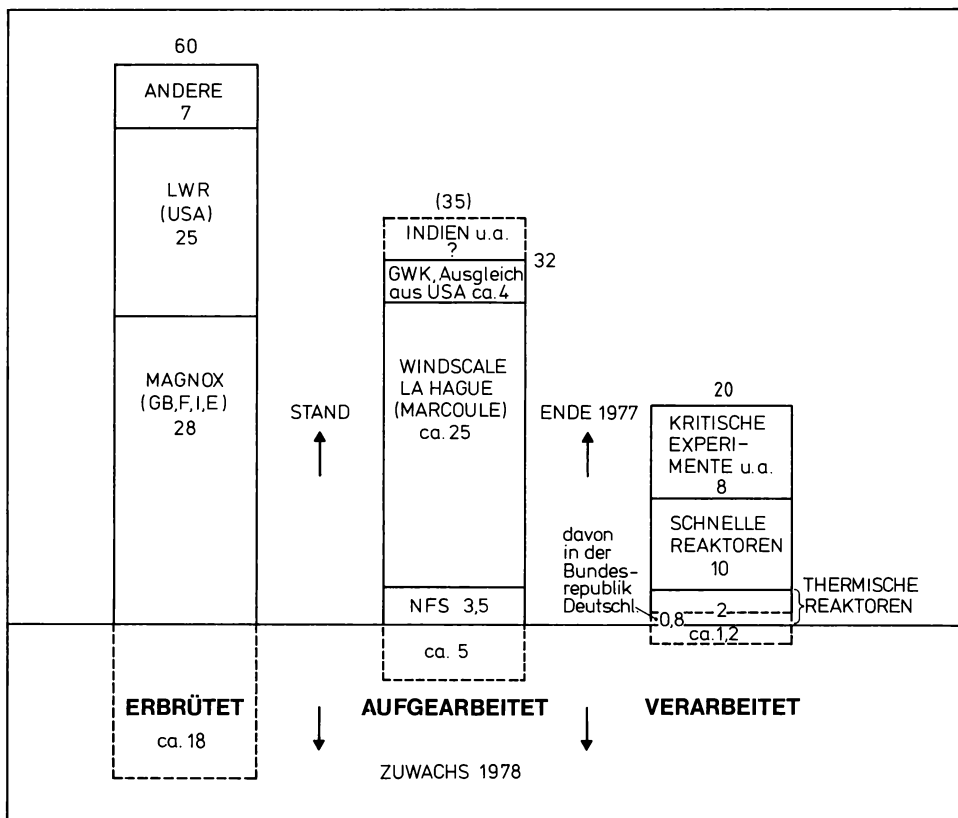 60
ANDERE
7
LWR
(USA)
25
MAGNOX
(GB,F,I,E)
28
STAND
(35)
INDIEN u.a.
?
32
GWK, Ausgleich
aus USA ca. 4
WINDSCALE
LA HAGUE
(MARCOULE)
ca. 25
NFS 3,5
ca. 5
ENDE 1977
20
KRITISCHE
EXPERI-
MENTE u.a.
8
SCHNELLE
REAKTOREN
10
davon
in der
Bundes-
republik
Deutschl.
2
0,8
ca. 1,2
THERMISCHE
REAKTOREN
ERBRÜTET
ca. 18
AUFGEARBEITET
VERARBEITET
ZUWACHS 1978